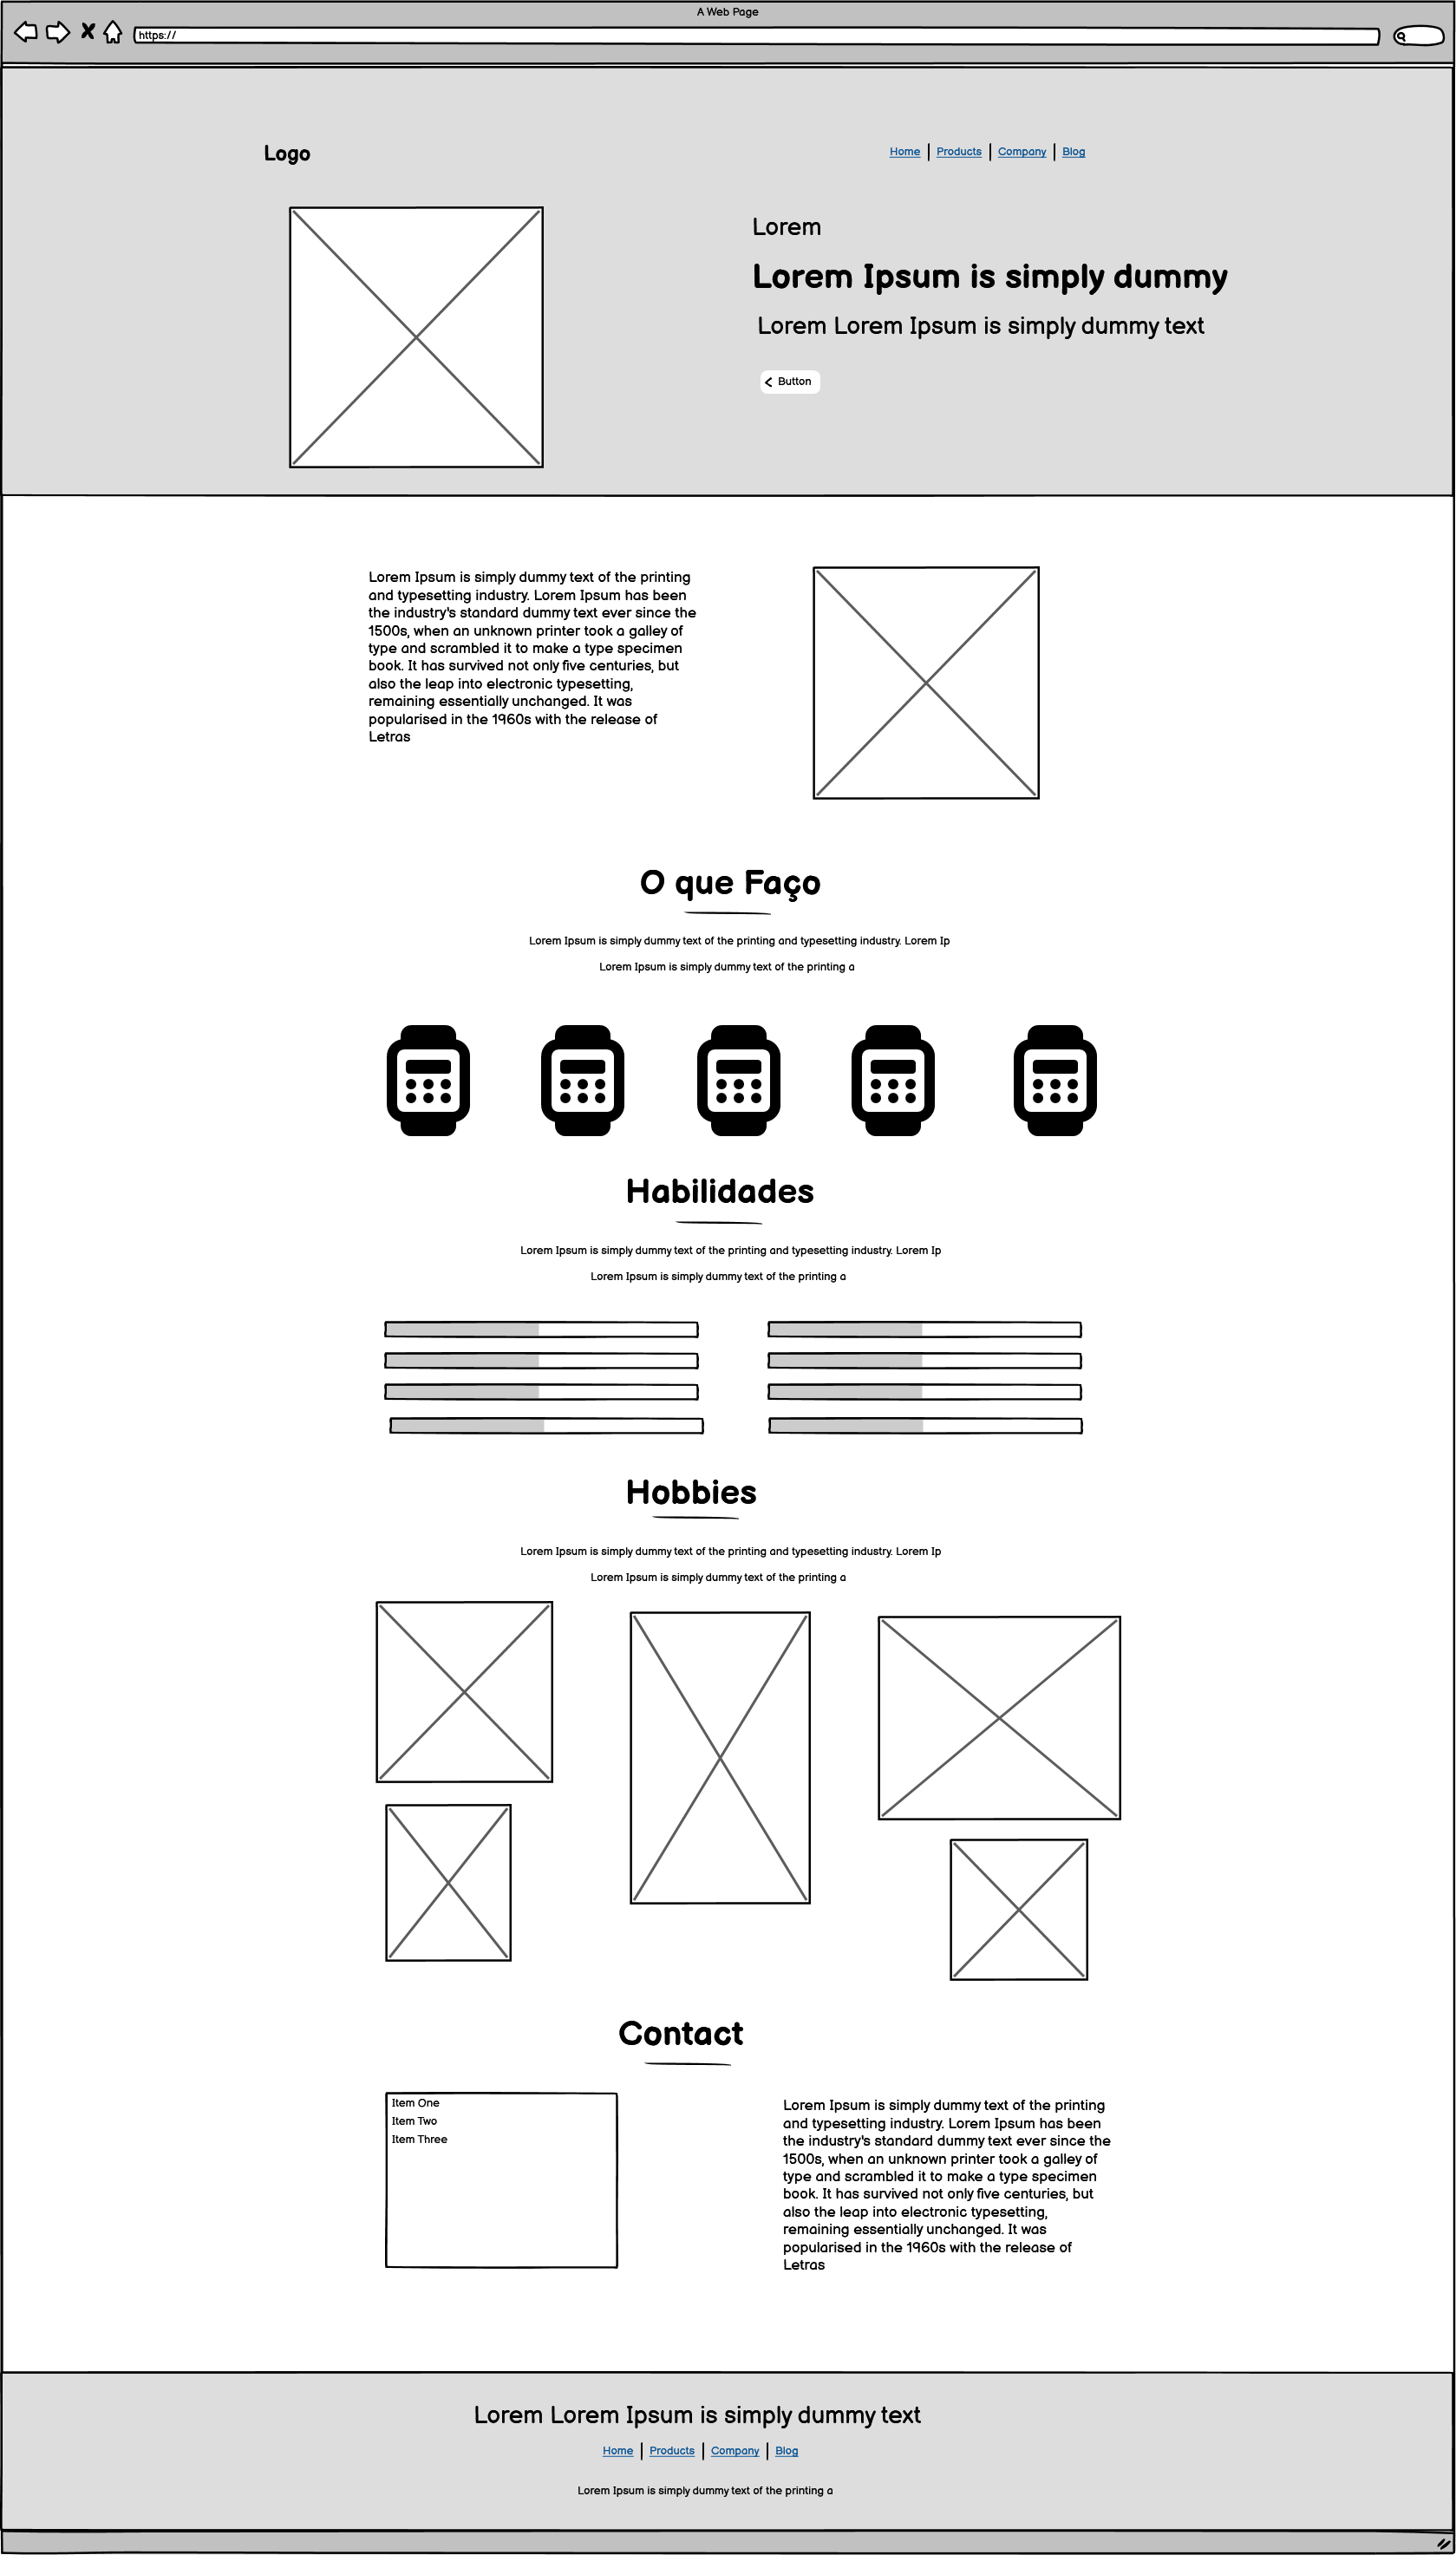 A Web Page
https://
Logo
Home Products Company Blog
Lorem
Lorem Ipsum is simply dummy
Lorem Lorem Ipsum is simply dummy text
Button
Lorem Ipsum is simply dummy text of the printing
and typesetting industry. Lorem Ipsum has been
the industry's standard dummy text ever since the
1500s, when an unknown printer took a galley of
type and scrambled it to make a type specimen
book. It has survived not only five centuries, but
also the leap into electronic typesetting,
remaining essentially unchanged. It was
popularised in the 1960s with the release of
Letras
O que Faço
Lorem Ipsum is simply dummy text of the printing and typesetting industry. Lorem Ip
Lorem Ipsum is simply dummy text of the printing a
Habilidades
Lorem Ipsum is simply dummy text of the printing and typesetting industry. Lorem Ip
Lorem Ipsum is simply dummy text of the printing a
Hobbies
Lorem Ipsum is simply dummy text of the printing and typesetting industry. Lorem Ip
Lorem Ipsum is simply dummy text of the printing a
Contact
Item One
Item Two
Item Three
Lorem Ipsum is simply dummy text of the printing
and typesetting industry. Lorem Ipsum has been
the industry's standard dummy text ever since the
1500s, when an unknown printer took a galley of
type and scrambled it to make a type specimen
book. It has survived not only five centuries, but
also the leap into electronic typesetting,
remaining essentially unchanged. It was
popularised in the 1960s with the release of
Letras
Lorem Lorem Ipsum is simply dummy text
Home Products Company Blog
Lorem Ipsum is simply dummy text of the printing a